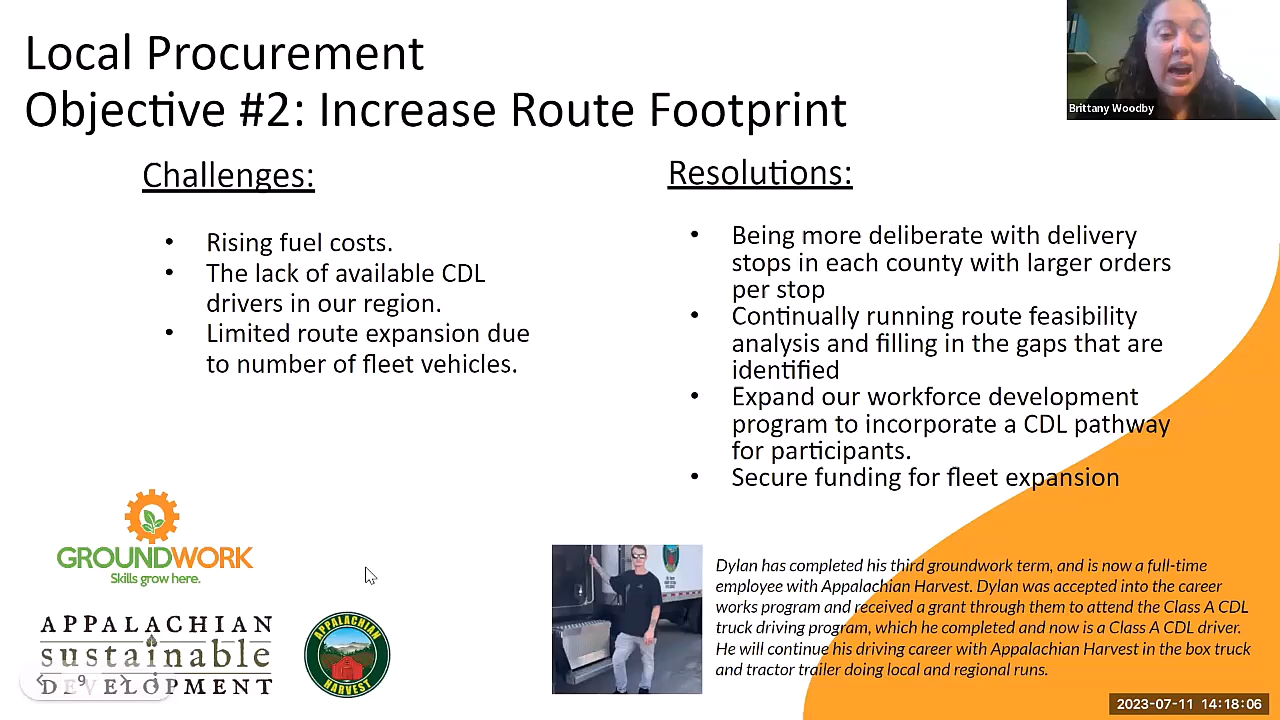 Local Procurement
Objective #2: Increase Route Footprint
Brittany Woodby
Challenges:
• Rising fuel costs.
• The lack of available CDL
drivers in our region.
• Limited route expansion due
to number of fleet vehicles.
Resolutions:
• Being more deliberate with delivery
stops in each county with larger orders
per stop
• Continually running route feasibility
analysis and filling in the gaps that are
identified
• Expand our workforce development
program to incorporate a CDL pathway
for participants.
• Secure funding for fleet expansion
GROUNDWORK
Skills grow here.
APPALACHIAN
sustainable
DEVELOPMENT
9
APPALACHIAN
HARVEST
Dylan has completed his third groundwork term, and is now a full-time
employee with Appalachian Harvest. Dylan was accepted into the career
works program and received a grant through them to attend the Class A CDL
truck driving program, which he completed and now is a Class A CDL driver.
He will continue his driving career with Appalachian Harvest in the box truck
and tractor trailer doing local and regional runs.
2023-07-11 14:18:06